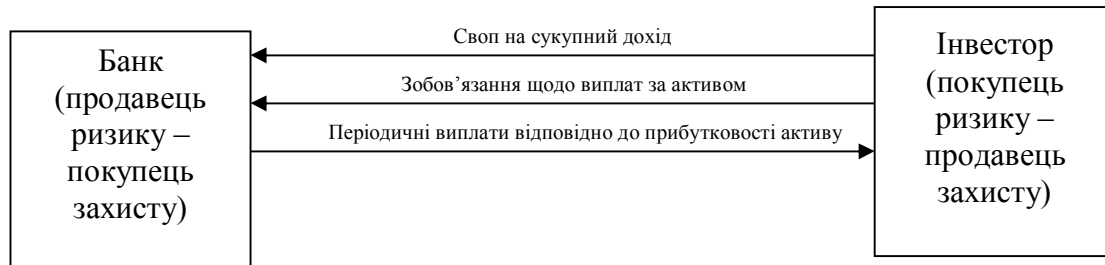 Банк
(продавець
ризику –
покупець
захисту)
Своп на сукупний дохід
Зобов’язання щодо виплат за активом
Періодичні виплати відповідно до прибутковості активу
Інвестор
(покупець
ризику –
продавець
захисту)